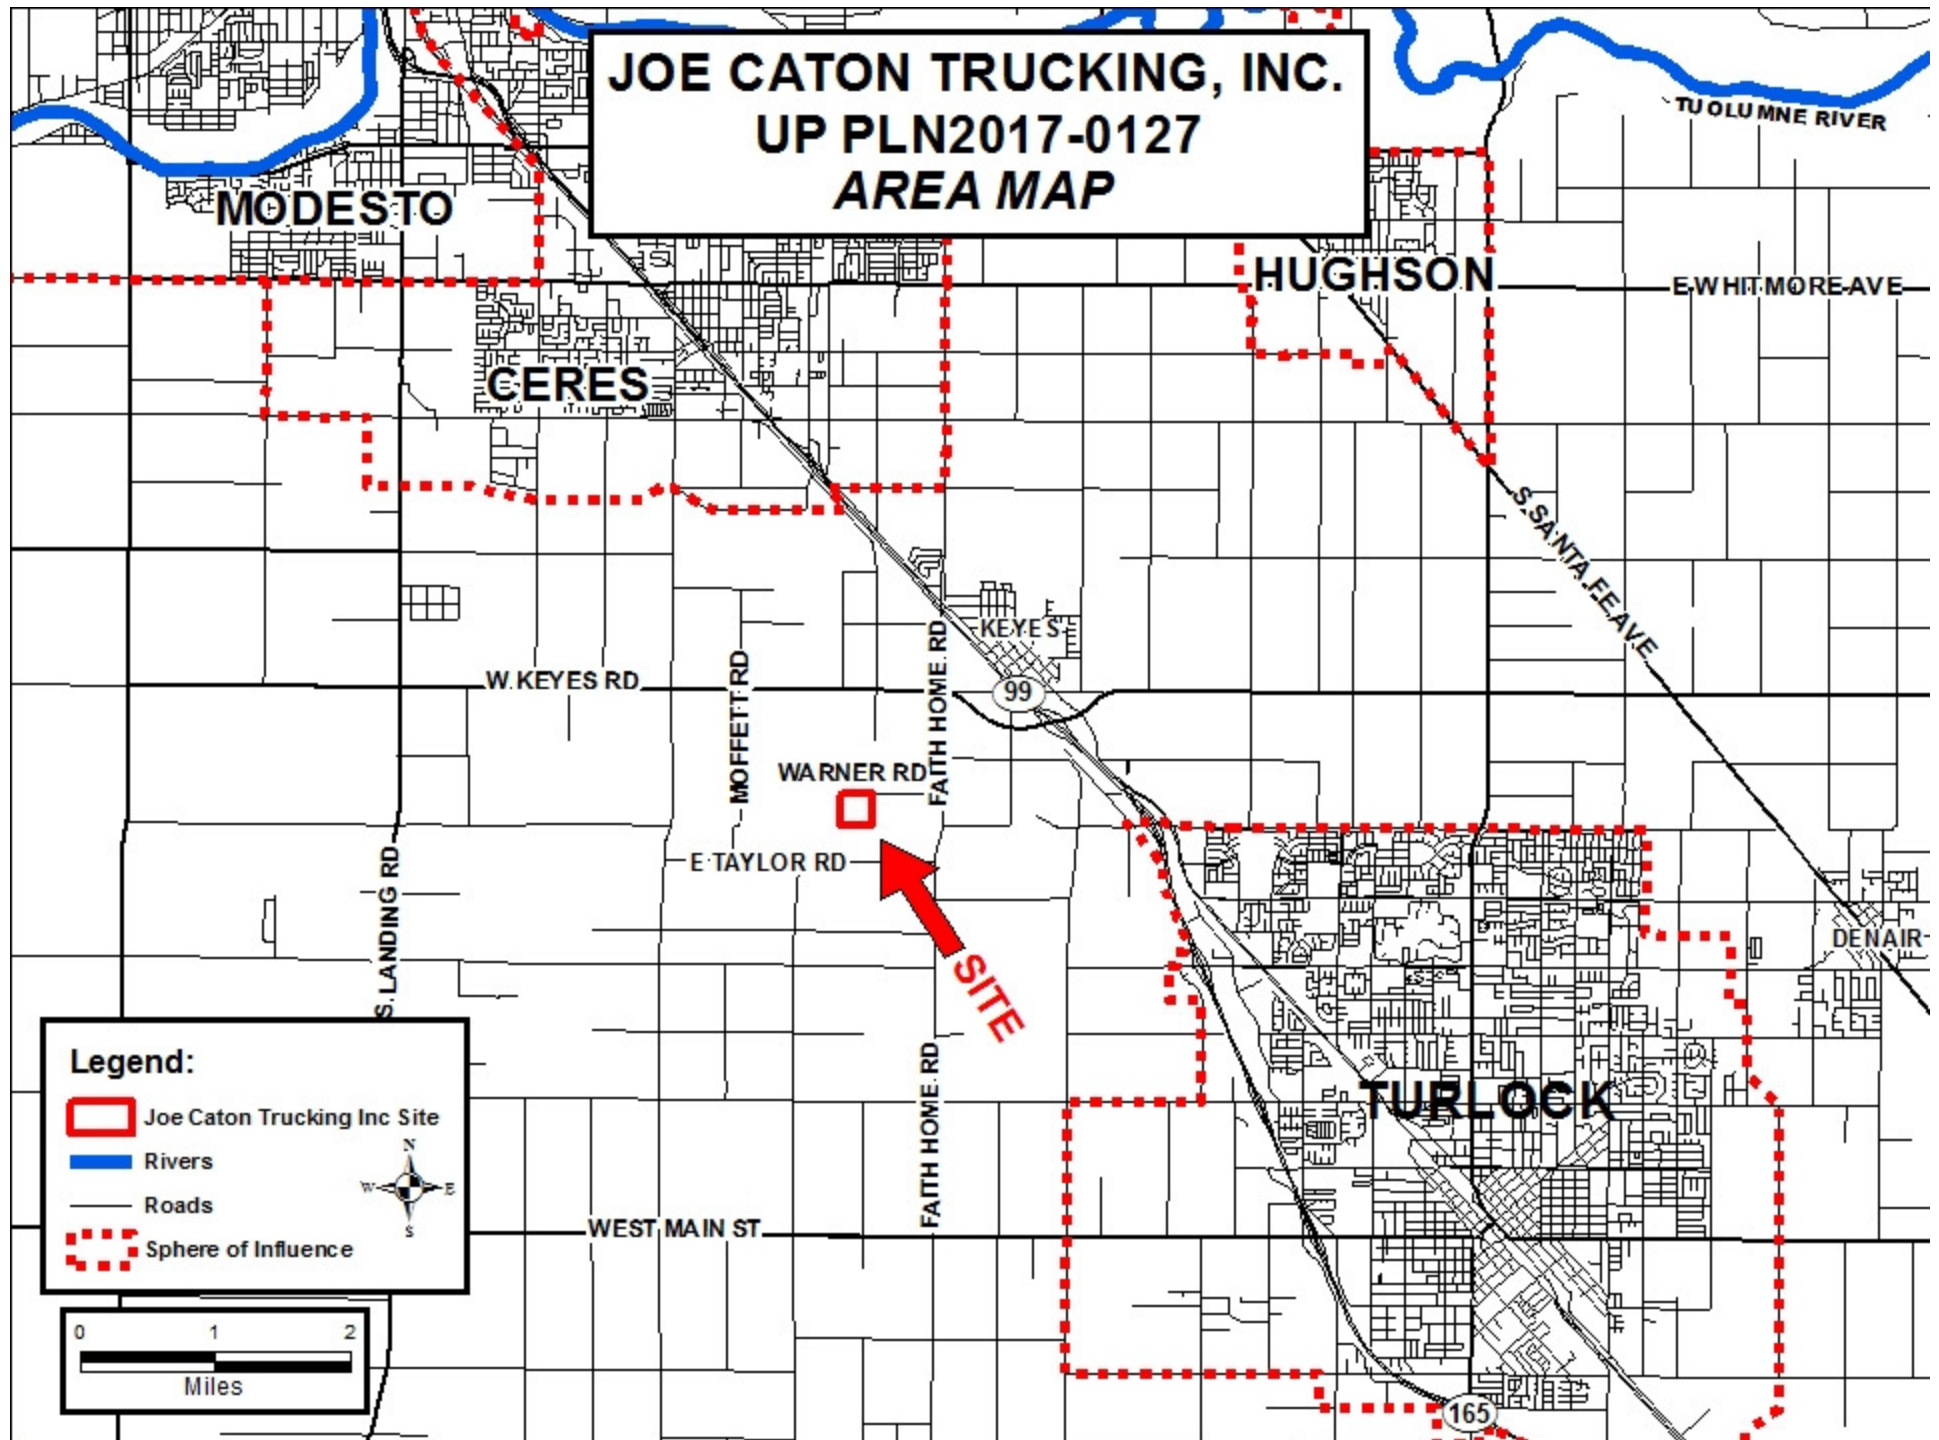 JOE CATON TRUCKING, INC.
UP PLN2017-0127
AREA MAP
TUOLUMNE RIVER
MODESTO
HUGHSON
E WHITMORE AVE
CERES
S. SANTA FE AVE
KEYES
W. KEYES RD
99
MOFFETT RD
FAITH HOME. RD
WARNER RD
E TAYLOR RD
S. LANDING RD
SITE
DENAIR
TURLOCK
FAITH HOME. RD
WEST MAIN ST
165
Legend:
Joe Caton Trucking Inc Site
Rivers
Roads
Sphere of Influence
N
W E
S
0 1 2
Miles